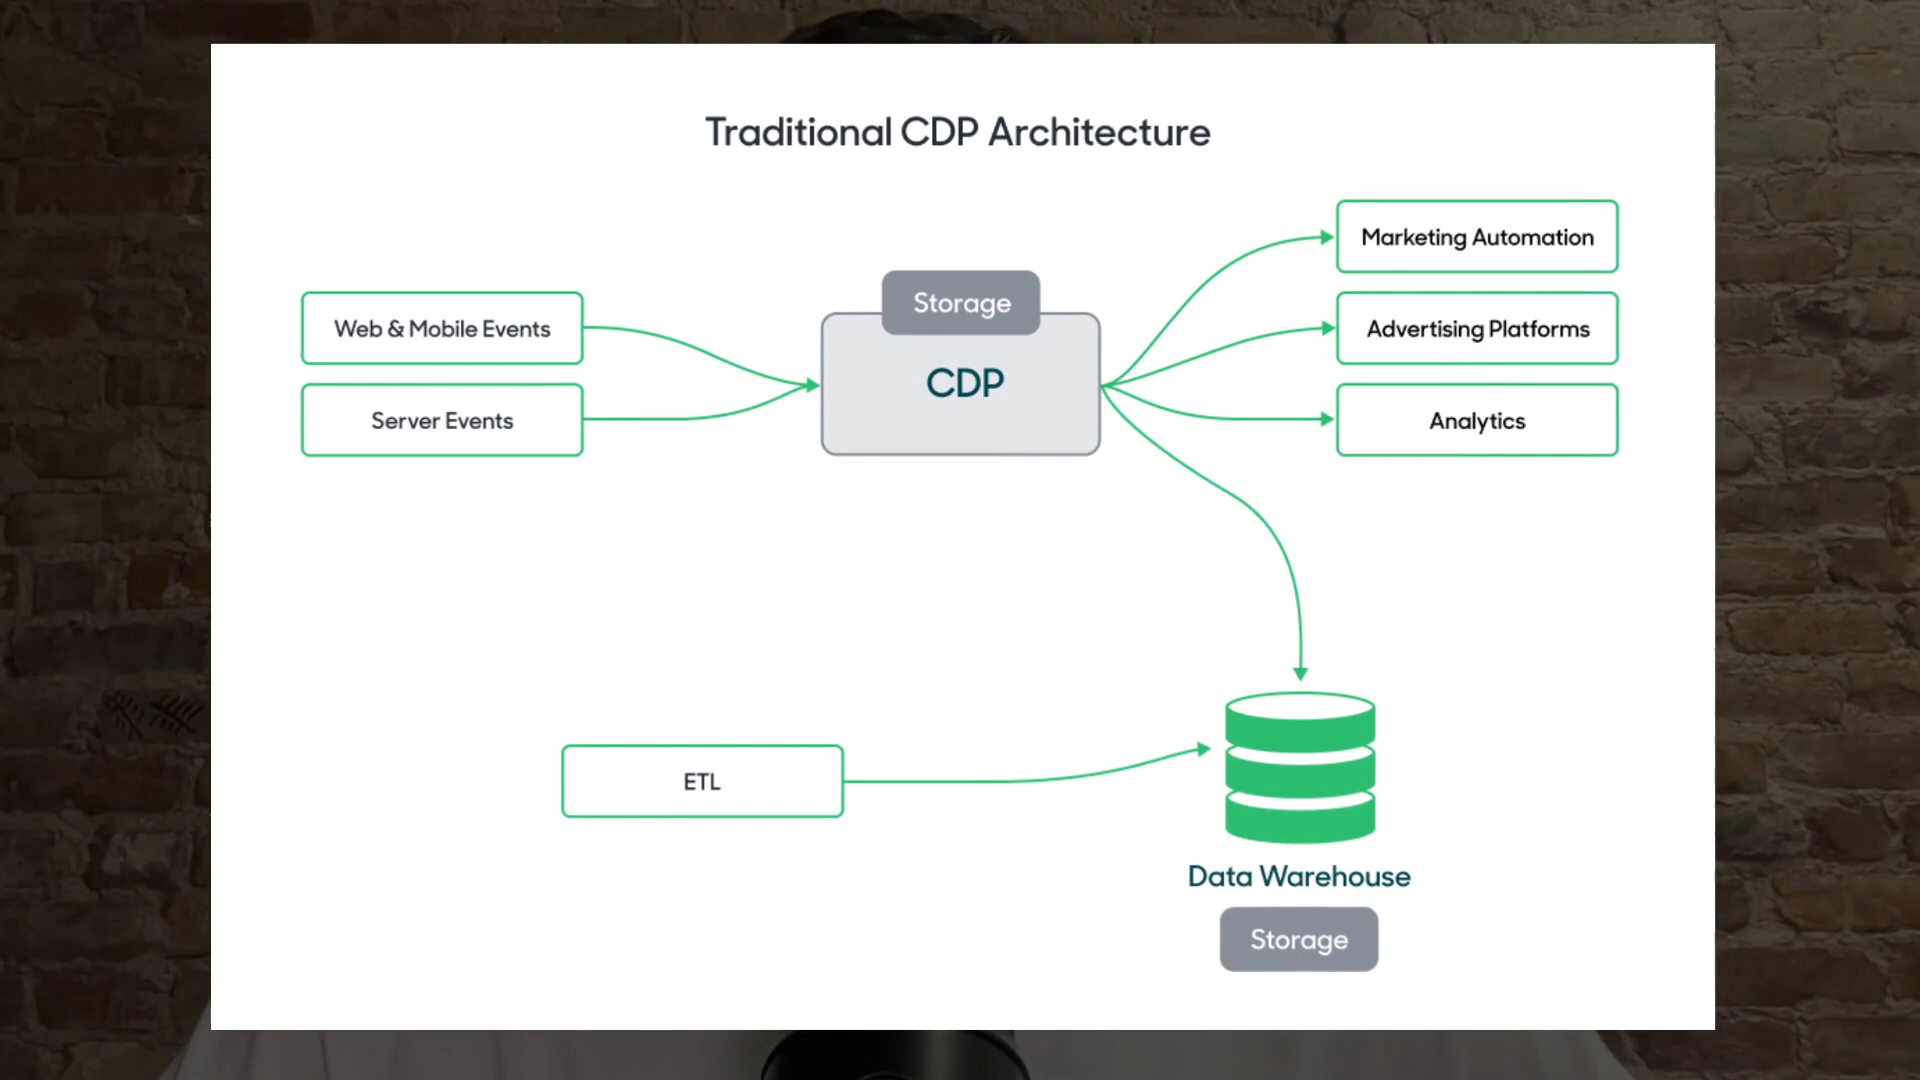 Traditional CDP Architecture
Web & Mobile Events
Server Events
Storage
CDP
Marketing Automation
Advertising Platforms
Analytics
ETL
Data Warehouse
Storage